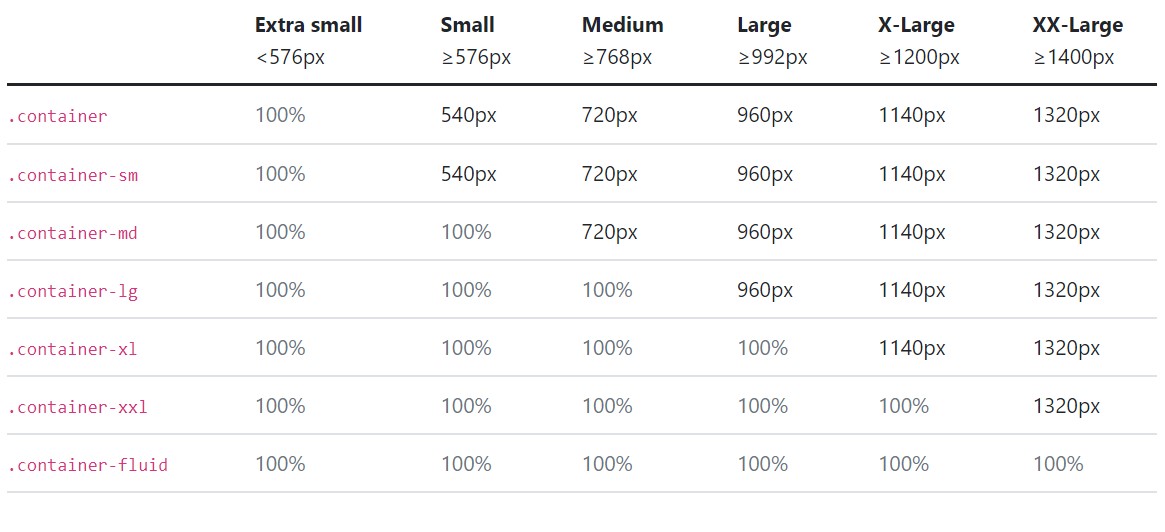 Extra small Small Medium Large X-Large XX-Large
<576px ≥576px ≥768px ≥992px ≥1200px ≥1400px
.container 100% 540px 720px 960px 1140px 1320px
.container-sm 100% 540px 720px 960px 1140px 1320px
.container-md 100% 100% 720px 960px 1140px 1320px
.container-lg 100% 100% 100% 960px 1140px 1320px
.container-xl 100% 100% 100% 100% 1140px 1320px
.container-xxl 100% 100% 100% 100% 100% 1320px
.container-fluid 100% 100% 100% 100% 100% 100%